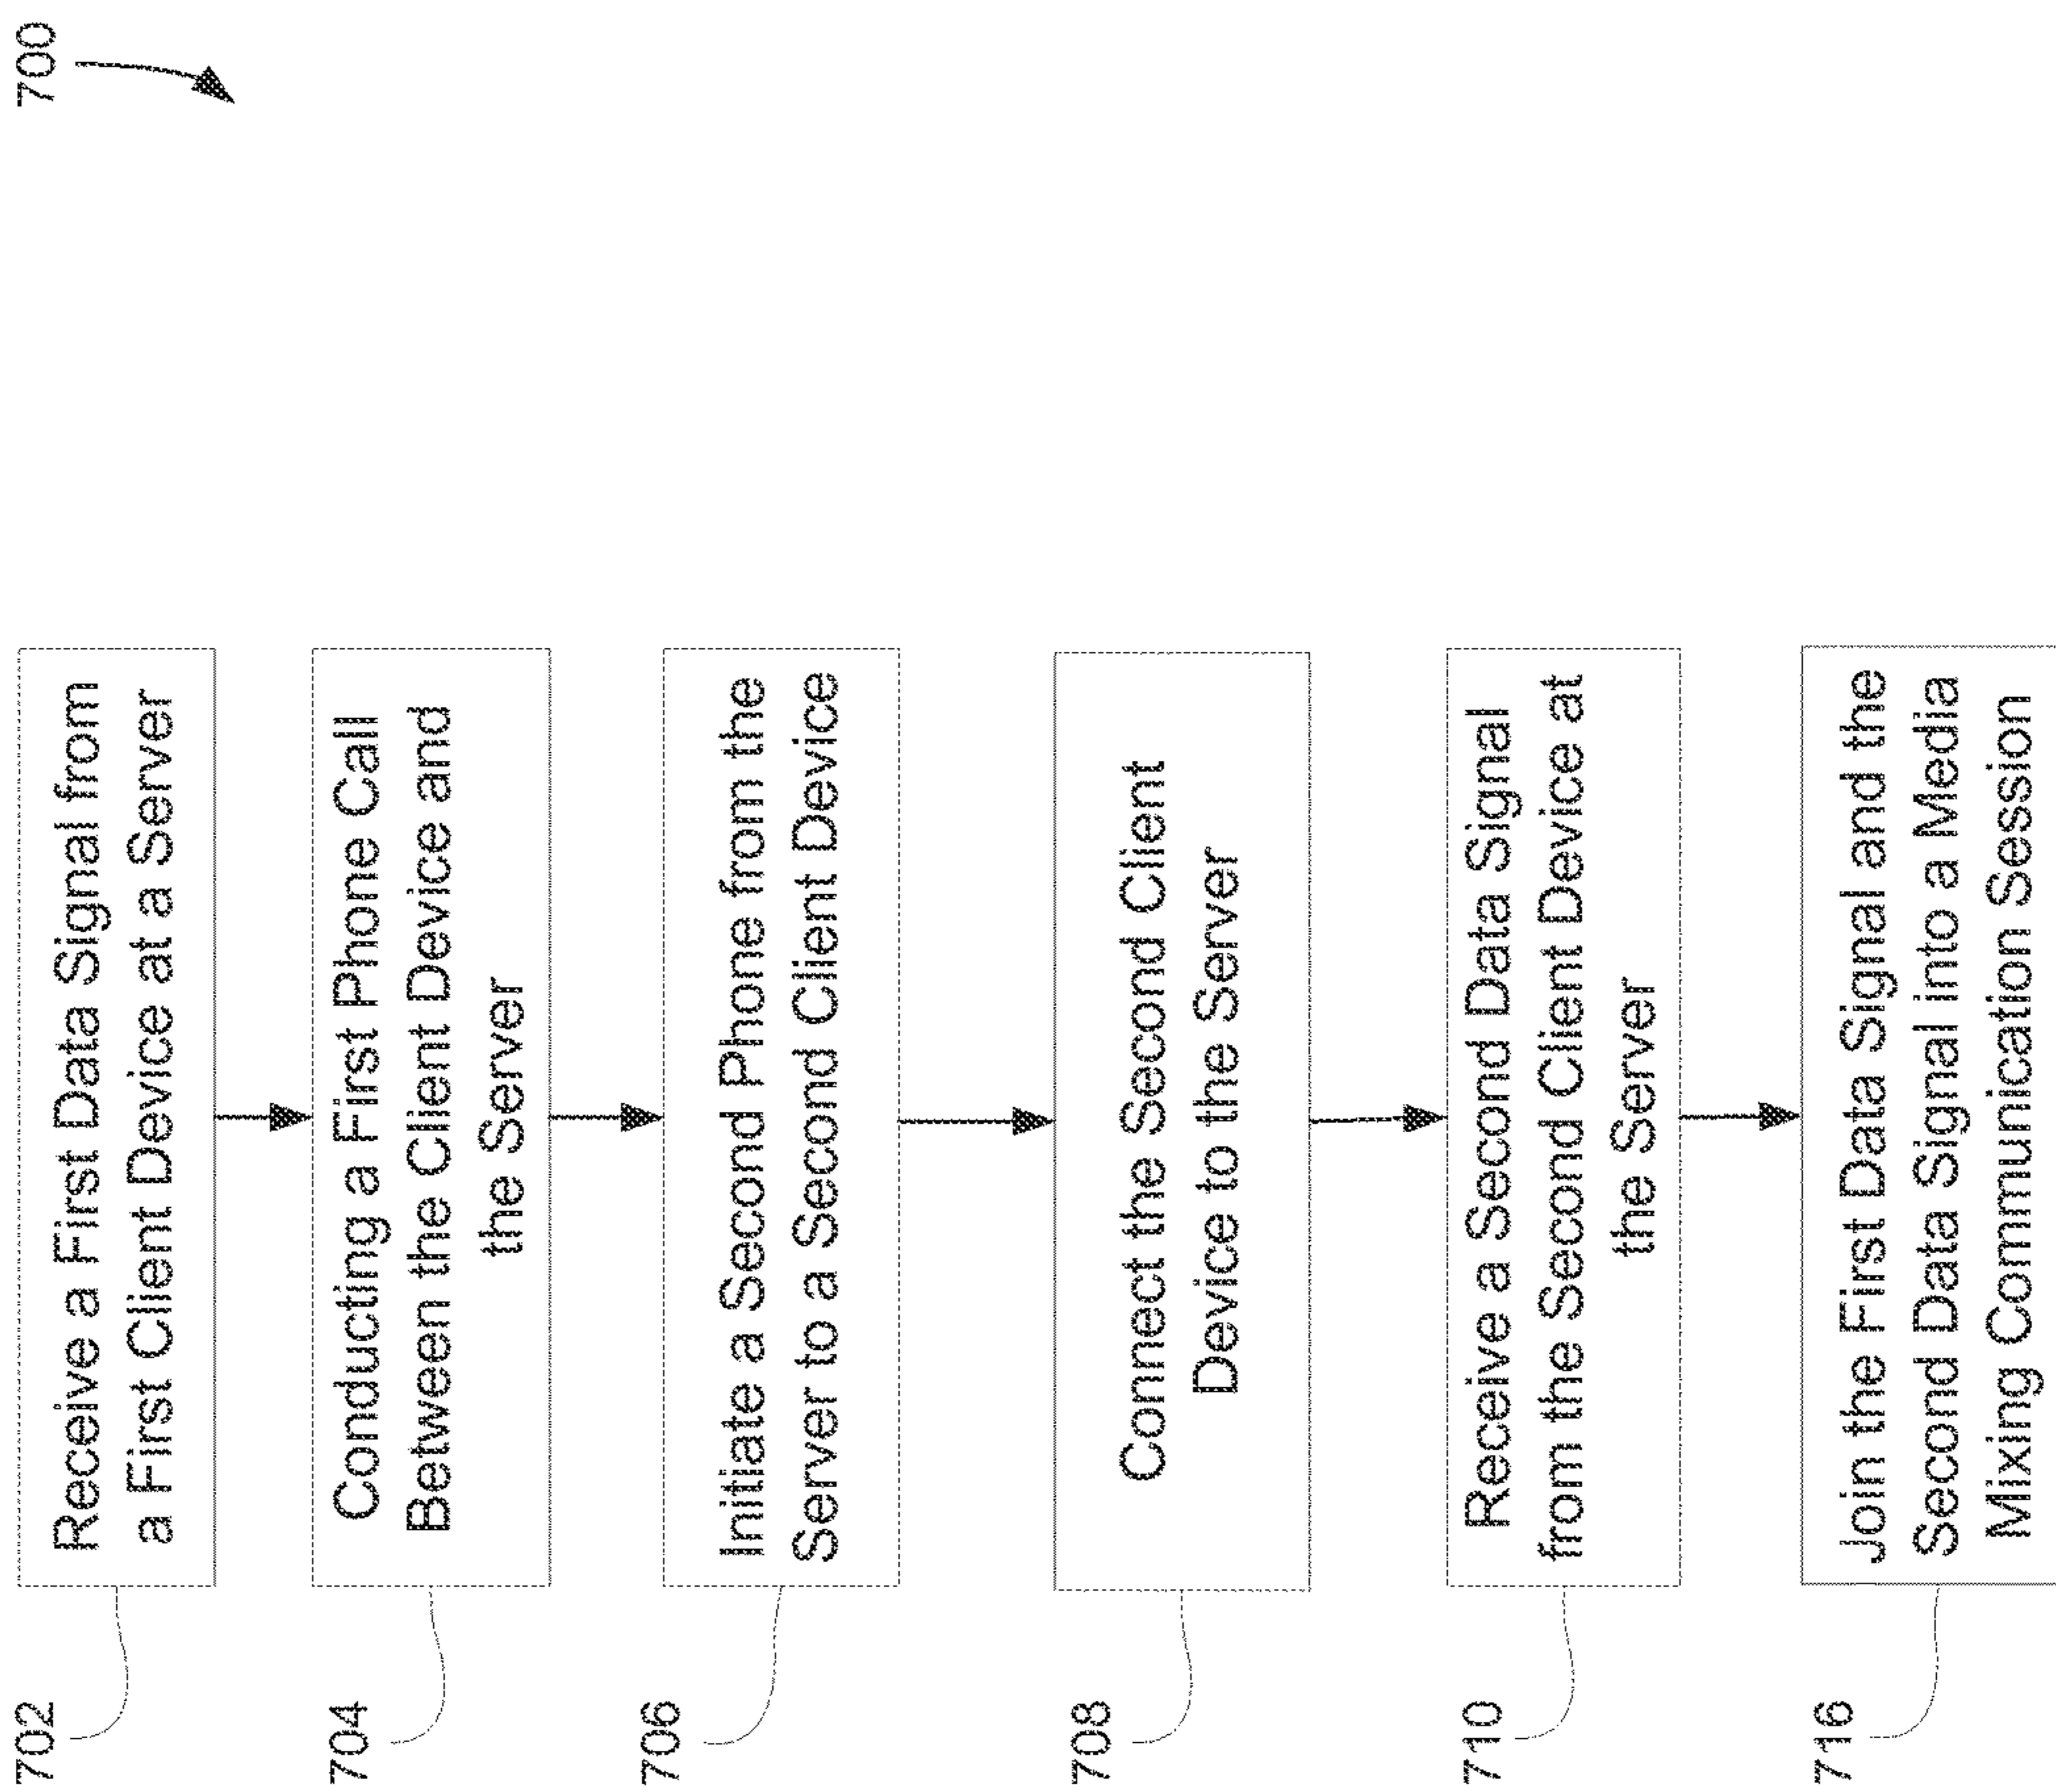 700
702
Receive a First Data Signal from
a First Client Device at a Server
704
Conducting a First Phone Call
Between the Client Device and
the Server
706
Initiate a Second Phone from the
Server to a Second Client Device
708
Connect the Second Client
Device to the Server
710
Receive a Second Data Signal
from the Second Client Device at
the Server
716
Join the First Data Signal and the
Second Data Signal into a Media
Mixing Communication Session